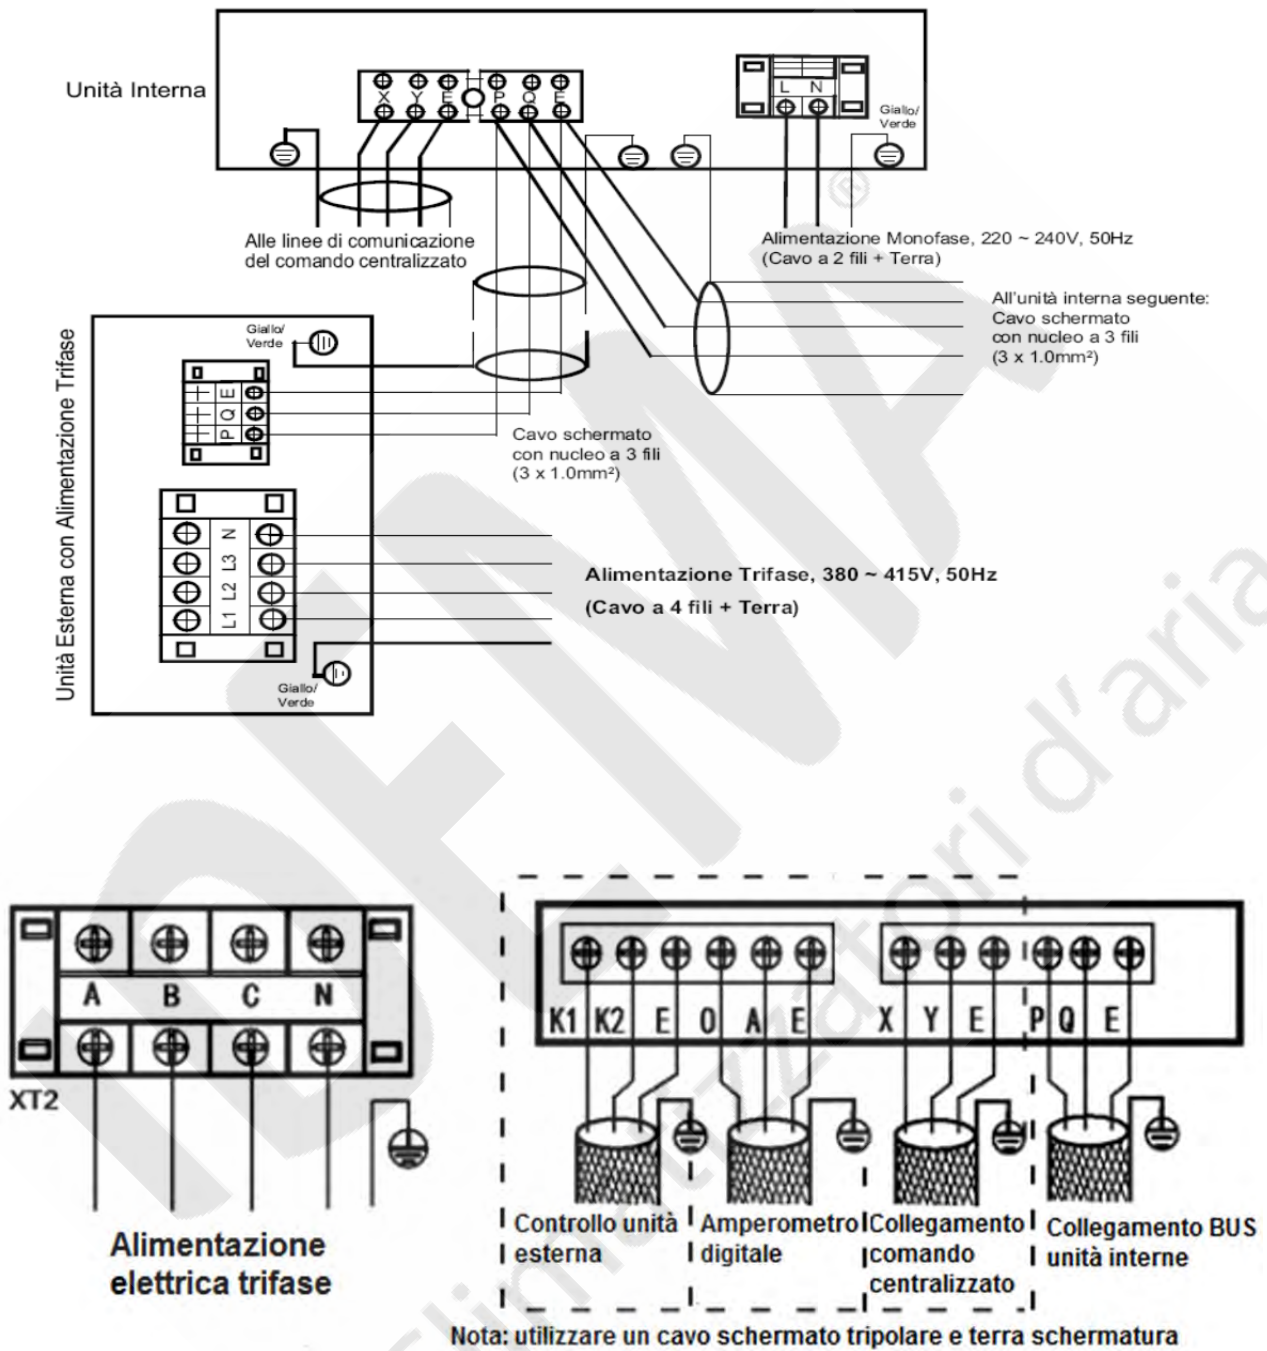 Unità Interna
X Y E P Q E
L N
Giallo/
Verde
Alle linee di comunicazione
del comando centralizzato
Alimentazione Monofase, 220 ~ 240V, 50Hz
(Cavo a 2 fili + Terra)
All'unità interna seguente:
Cavo schermato
con nucleo a 3 fili
(3 x 1.0mm²)
Unità Esterna con Alimentazione Trifase
Giallo/
Verde
E
Q
P
Cavo schermato
con nucleo a 3 fili
(3 x 1.0mm²)
N
L3
L2
L1
Alimentazione Trifase, 380 ~ 415V, 50Hz
(Cavo a 4 fili + Terra)
Giallo/
Verde
A B C N
XT2
Alimentazione
elettrica trifase
K1 K2 E O A E X Y E P Q E
Controllo unità
esterna
Amperometro
digitale
Collegamento
comando
centralizzato
Collegamento BUS
unità interne
Nota: utilizzare un cavo schermato tripolare e terra schermatura
IDEMA®
climatizzatori d'aria